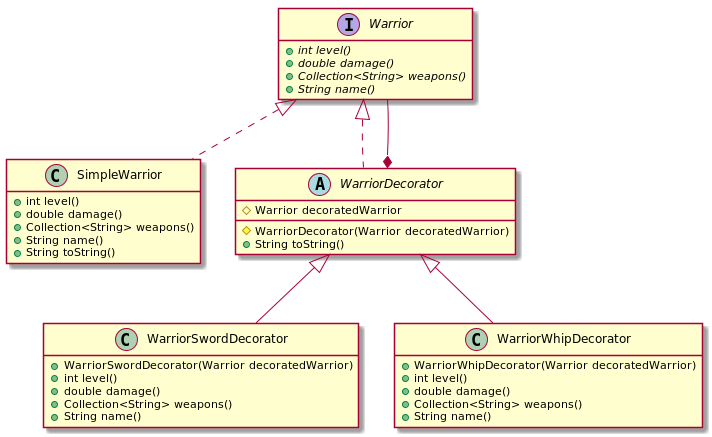 I Warrior
int level()
double damage()
Collection<String> weapons()
String name()
C SimpleWarrior
int level()
double damage()
Collection<String> weapons()
String name()
String toString()
A WarriorDecorator
Warrior decoratedWarrior
WarriorDecorator(Warrior decoratedWarrior)
String toString()
C WarriorSwordDecorator
WarriorSwordDecorator(Warrior decoratedWarrior)
int level()
double damage()
Collection<String> weapons()
String name()
C WarriorWhipDecorator
WarriorWhipDecorator(Warrior decoratedWarrior)
int level()
double damage()
Collection<String> weapons()
String name()